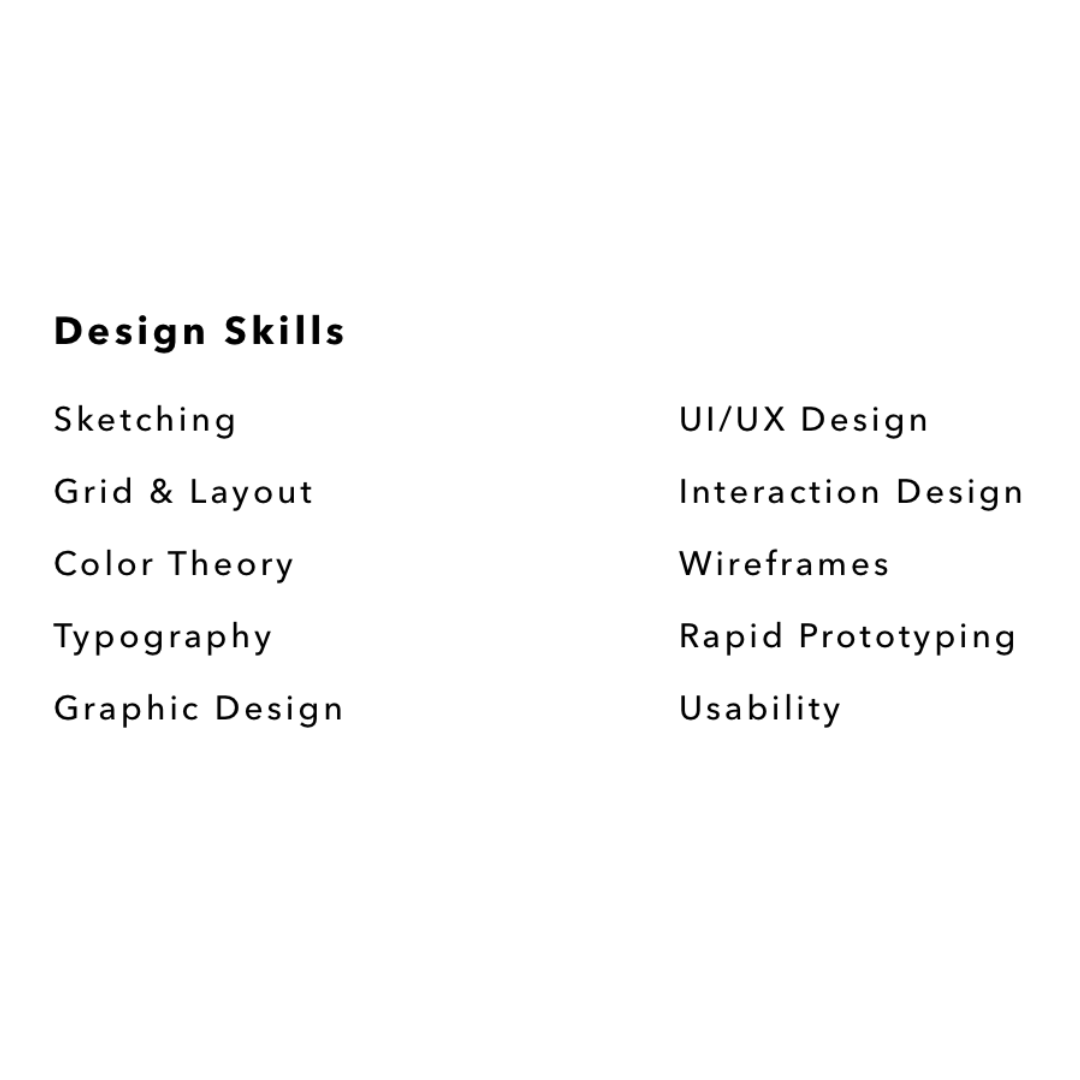 Design Skills
Sketching
Grid & Layout
Color Theory
Typography
Graphic Design
UI/UX Design
Interaction Design
Wireframes
Rapid Prototyping
Usability